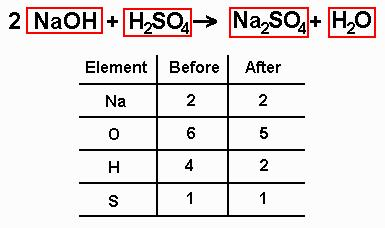 2 NaOH + H₂SO₄ → Na₂SO₄ + H₂O
Element Before After
Na 2 2
O 6 5
H 4 2
S 1 1